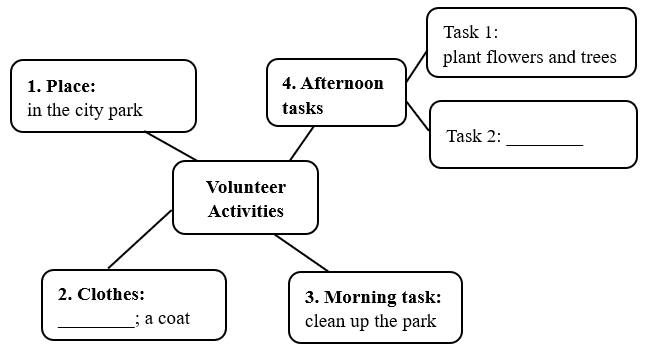 1. Place:
in the city park
4. Afternoon
tasks
Task 1:
plant flowers and trees
Task 2: ________
Volunteer
Activities
2. Clothes:
________; a coat
3. Morning task:
clean up the park